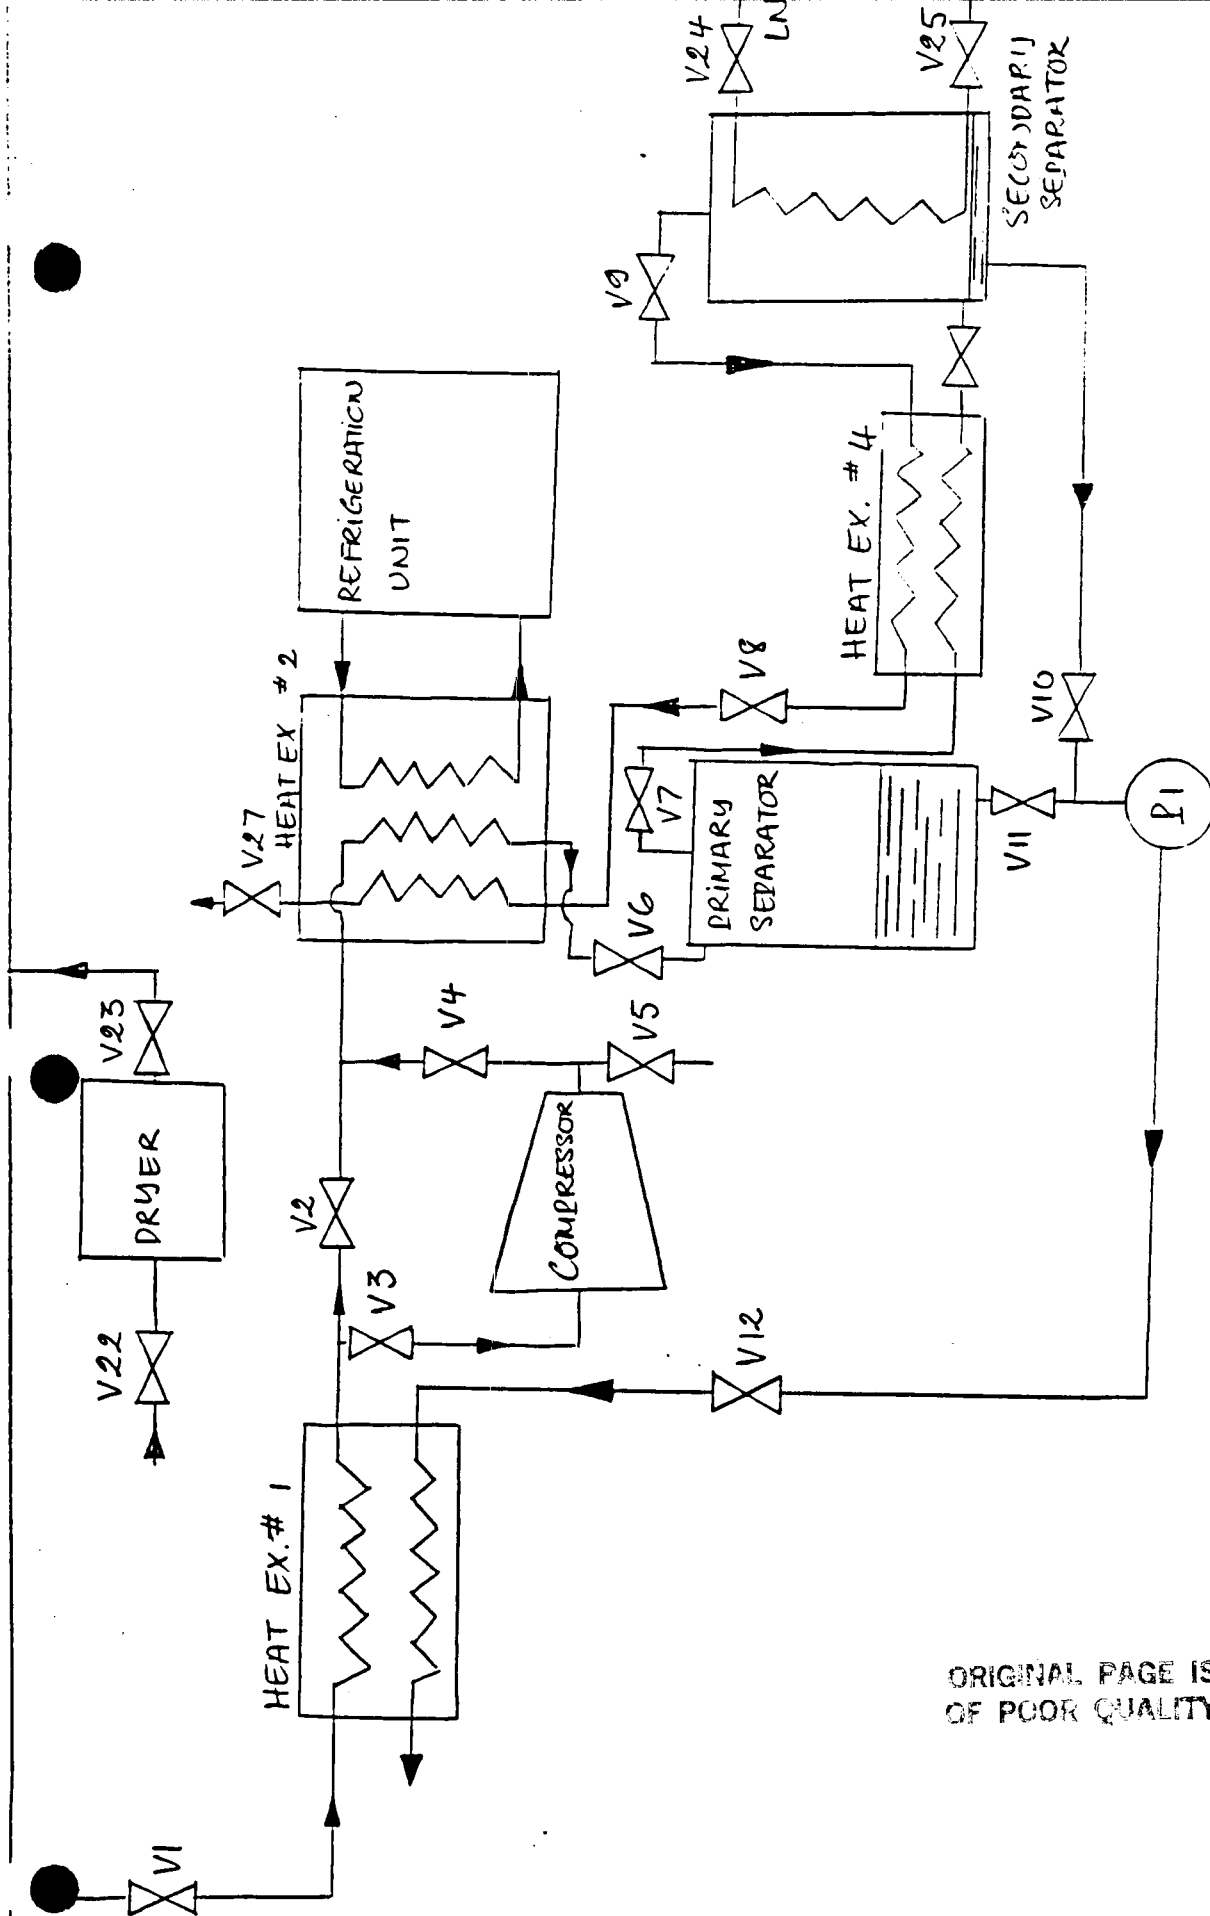 V1
HEAT EX. # 1
V22
DRYER
V23
V3
V2
COMPRESSOR
V4
V5
V12
V27
HEAT EX #2
REFRIGERATION
UNIT
V6
PRIMARY
SEPARATOR
V7
V8
HEAT EX. #4
V9
V24
LN
V25
SECONDARY
SEPARATOR
V10
V11
P1
ORIGINAL PAGE IS
OF POOR QUALITY